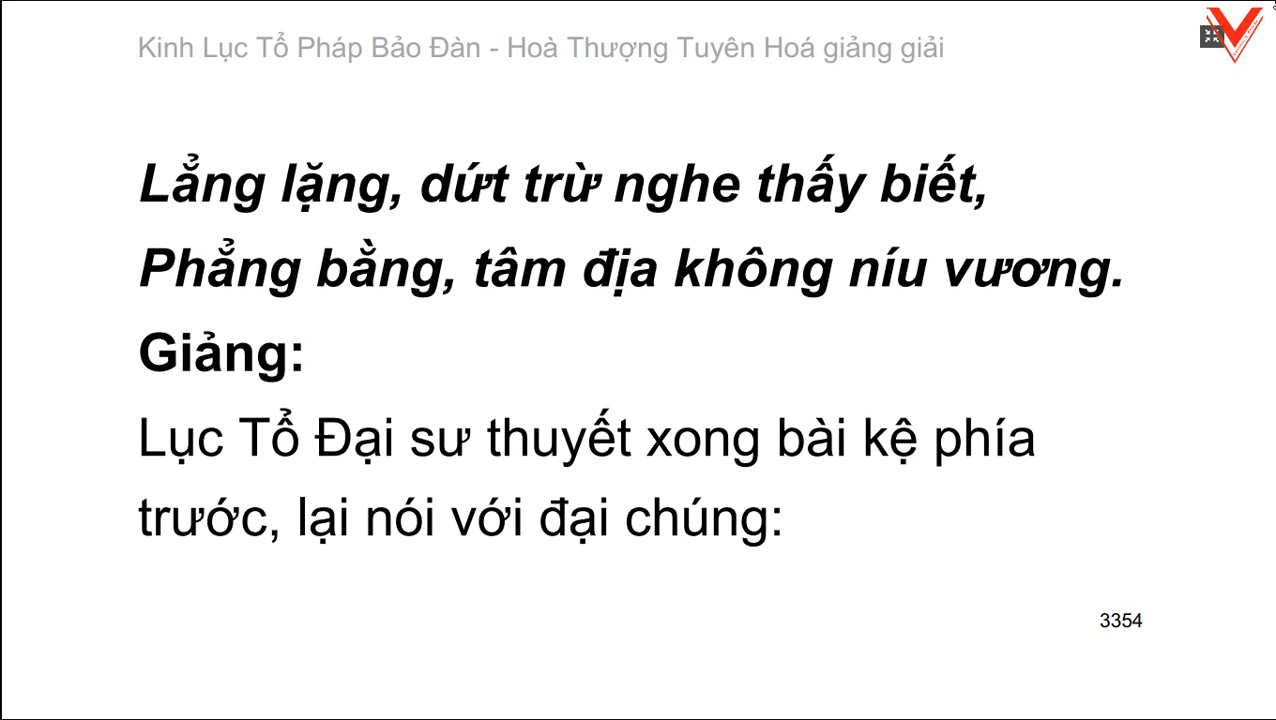 Kinh Lục Tổ Pháp Bảo Đàn - Hoà Thượng Tuyên Hoá giảng giải
Lẳng lặng, dứt trừ nghe thấy biết,
Phẳng bằng, tâm địa không níu vương.
Giảng:
Lục Tổ Đại sư thuyết xong bài kệ phía
trước, lại nói với đại chúng:
3354